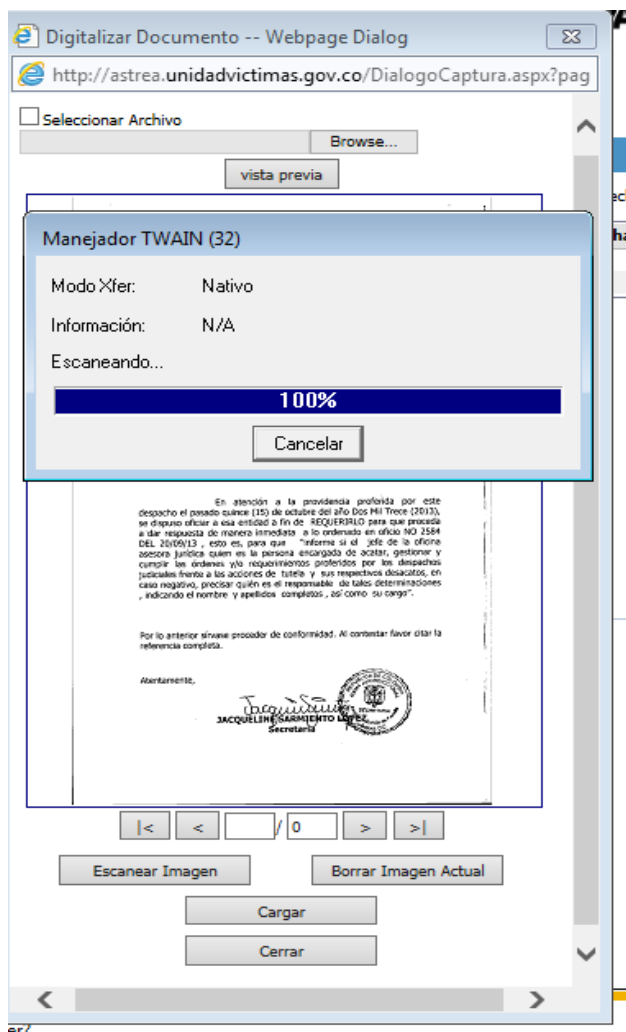 Digitalizar Documento -- Webpage Dialog
http://astrea.unidadvictimas.gov.co/DialogoCaptura.aspx?pag
Seleccionar Archivo
Browse...
vista previa
Manejador TWAIN (32)
Modo Xfer: Nativo
Información: N/A
Escaneando...
100%
Cancelar
En atención a la providencia proferida por este
despacho el pasado quince (15) de octubre del año Dos Mil Trece (2013),
se dispuso oficiar a esa entidad a fin de REQUERIRLO para que proceda
a dar respuesta de manera inmediata a lo ordenado en oficio NO 2584
DEL 20/09/13 , esto es, para que "informe si el jefe de la oficina
asesora jurídica quien es la persona encargada de acatar, gestionar y
cumplir las órdenes y/o requerimientos proferidos por los despachos
judiciales frente a las acciones de tutela y sus respectivos desacatos, en
caso negativo, precisar quién es el responsable de tales determinaciones
, indicando el nombre y apellidos completos , así como su cargo".
Por lo anterior sírvase proceder de conformidad. Al contestar favor citar la
referencia completa.
Atentamente,
JACQUELINE SARMIENTO LOPEZ
Secretaria
|< < / 0 > >|
Escanear Imagen Borrar Imagen Actual
Cargar
Cerrar